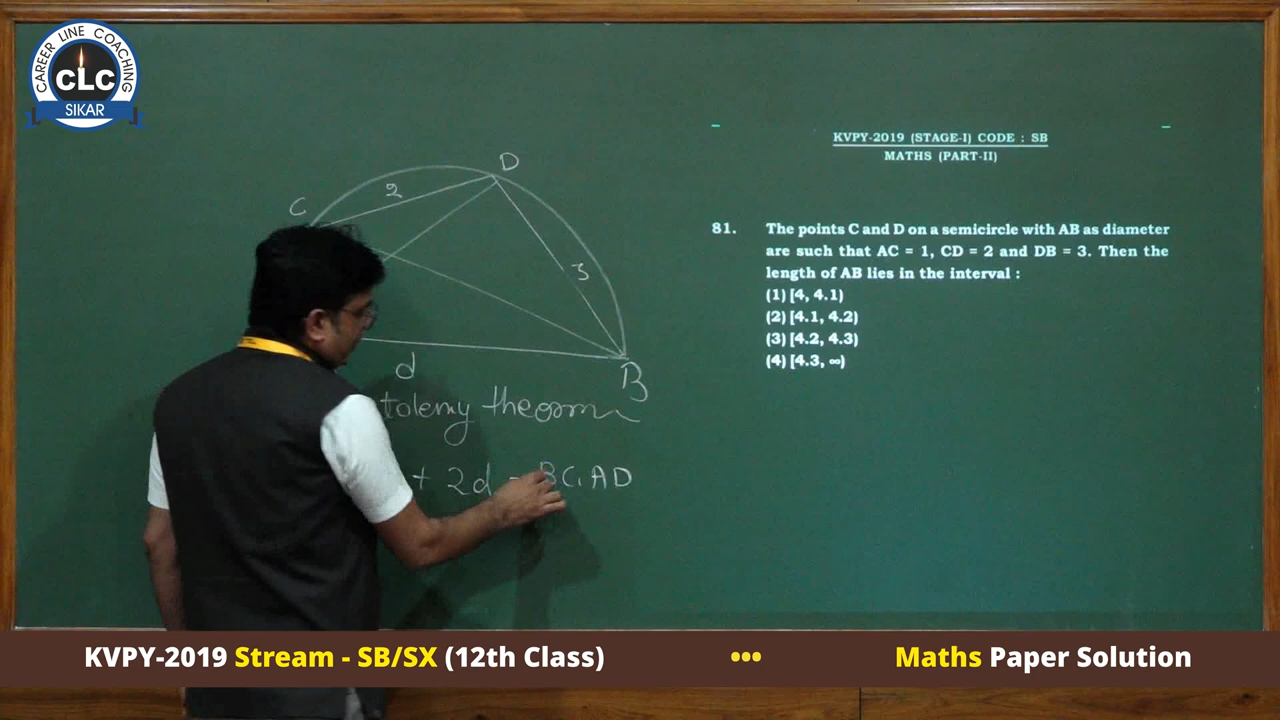 CAREER LINE COACHING
CLC
SIKAR
KVPY-2019 (STAGE-I) CODE : SB
MATHS (PART-II)
81. The points C and D on a semicircle with AB as diameter
are such that AC = 1, CD = 2 and DB = 3. Then the
length of AB lies in the interval :
(1) [4, 4.1)
(2) [4.1, 4.2)
(3) [4.2, 4.3)
(4) [4.3, ∞)
D
C
2
3
d
B
tolemy theorem
+ 2d = BC, AD
KVPY-2019 Stream - SB/SX (12th Class) ••• Maths Paper Solution